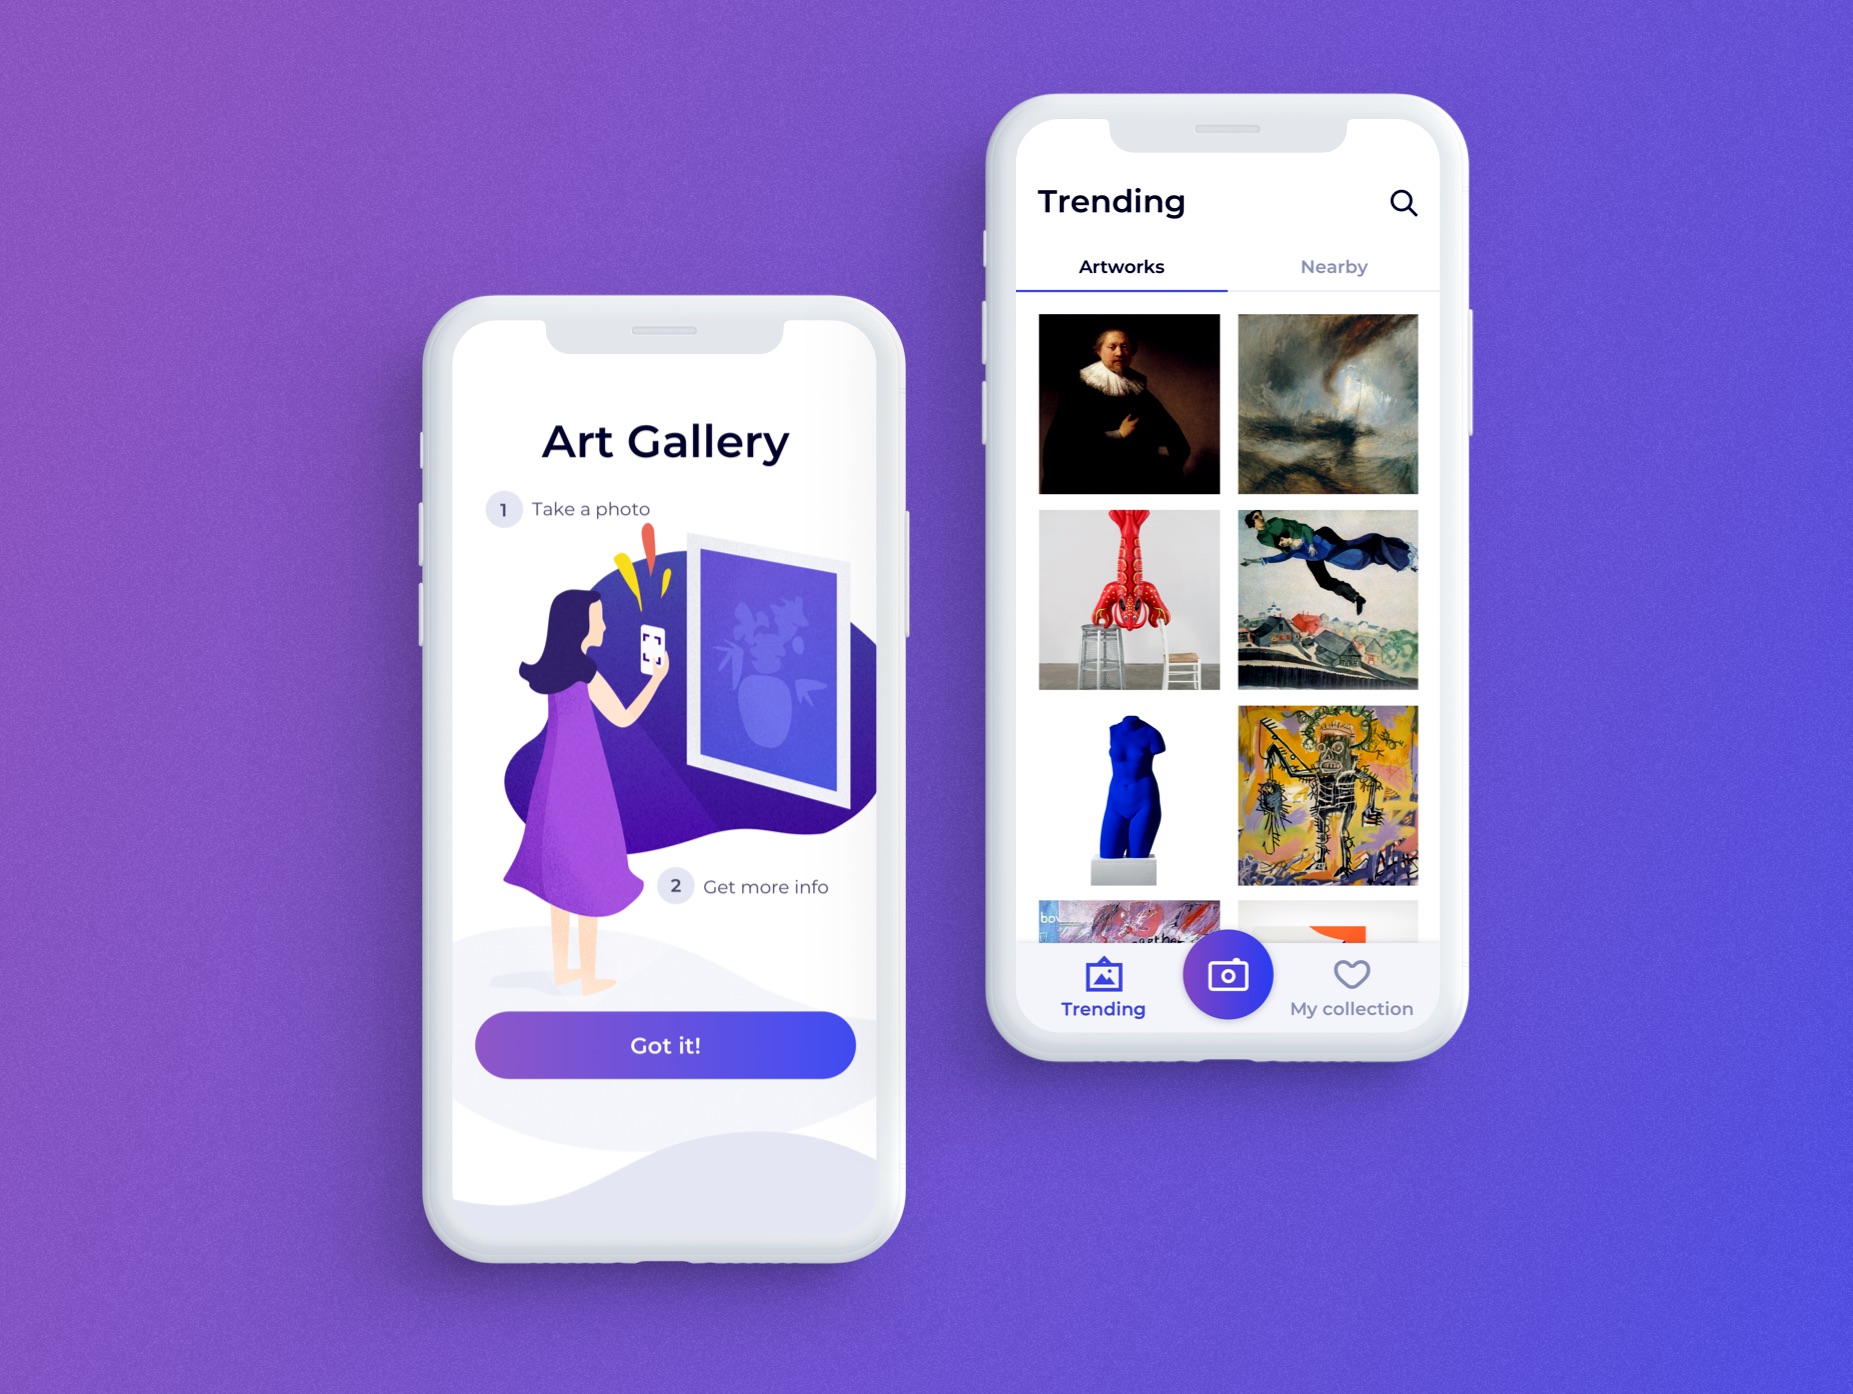 Art Gallery
1 Take a photo
2 Get more info
Got it!
Trending
Artworks Nearby
Trending My collection